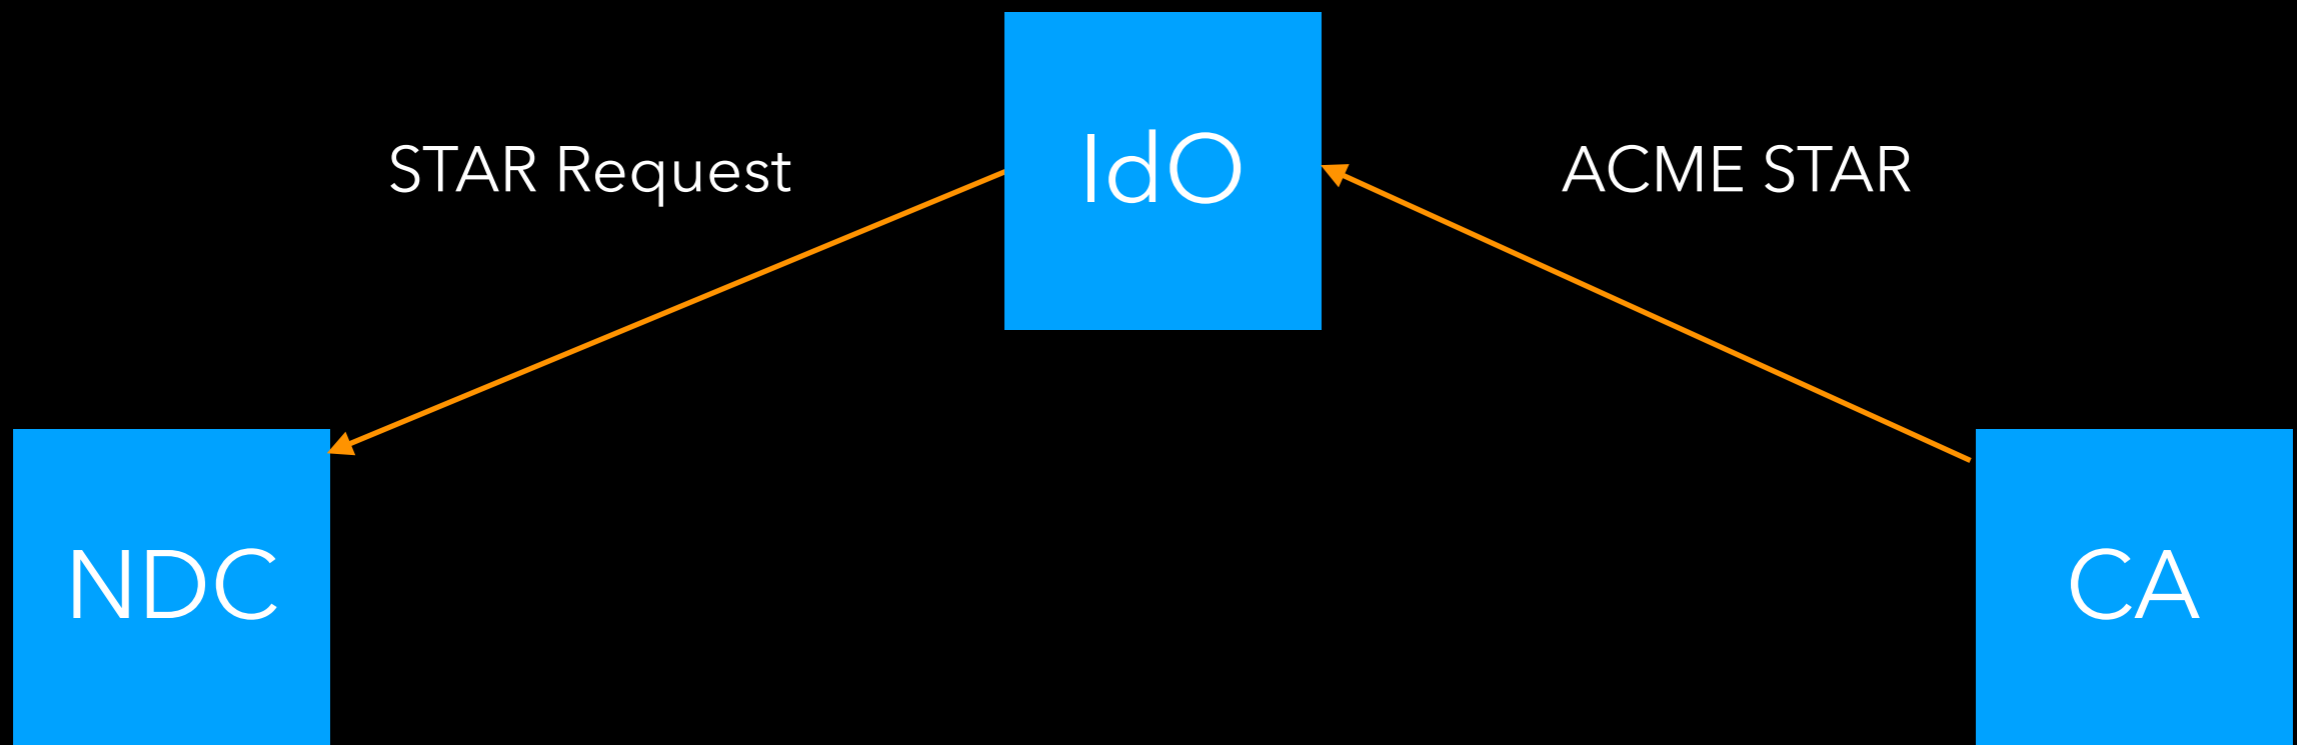 IdO
STAR Request
ACME STAR
NDC
CA